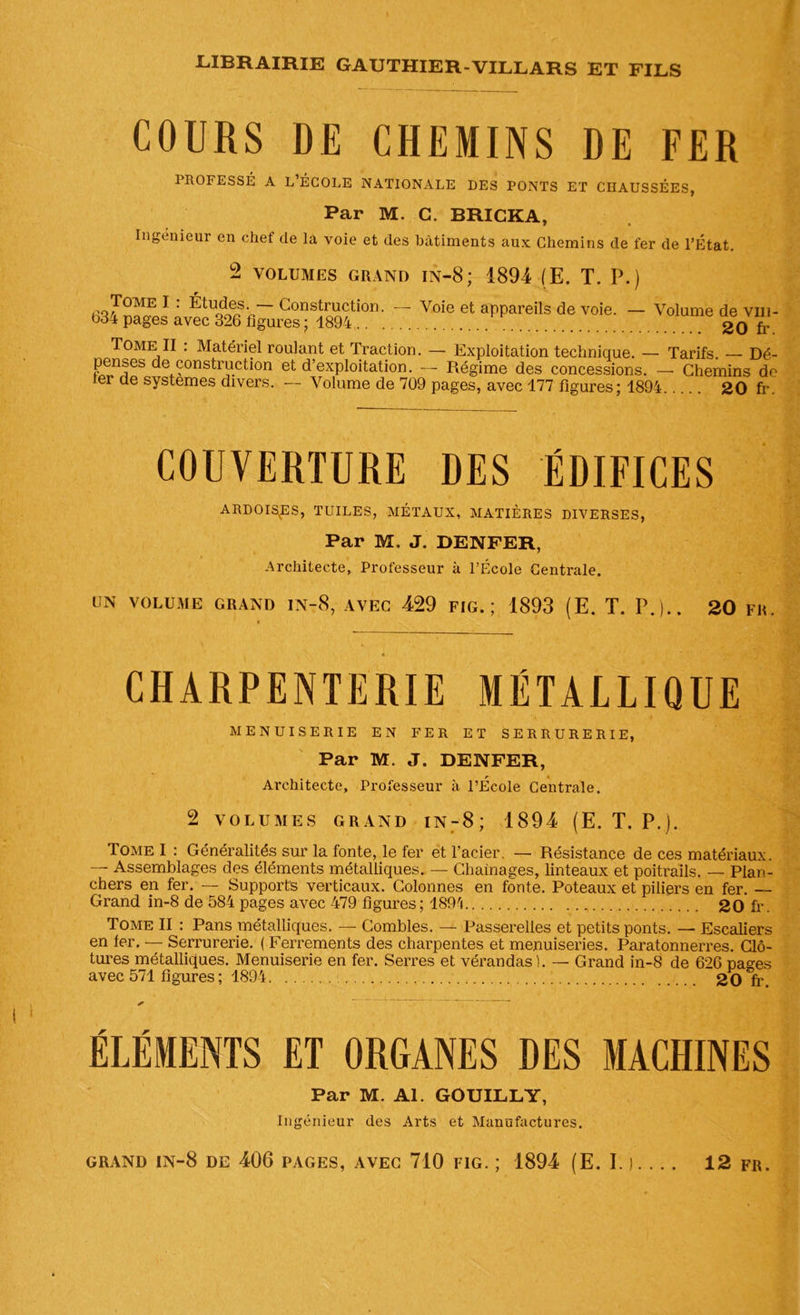 LIBRAIRIE GAUTHIER-VILLARS ET FILS
COURS DE CHEMINS DE FER
PROFESSÉ A L'ÉCOLE NATIONALE DES PONTS ET CHAUSSÉES,
Par M. C. BRICKA,
Ingénieur en chef de la voie et des bâtiments aux Chemins de fer de l'État.
2 VOLUMES GRAND IN-8; 1894 (E. T. P.)
TOME I : Études. — Construction. — Voie et appareils de voie. — Volume de VIII-
634 pages avec 326 figures; 1894.. 20 fr.
TOME II : Matériel roulant et Traction. — Exploitation technique. — Tarifs. — Dé-
penses de construction et d'exploitation. — Régime des concessions. — Chemins de
fer de systèmes divers. — Volume de 709 pages, avec 177 figures; 1894..... 20 fr.
COUVERTURE DES ÉDIFICES
ARDOISES, TUILES, MÉTAUX, MATIÈRES DIVERSES,
Par M. J. DENFER,
Architecte, Professeur à l'École Centrale.
UN VOLUME GRAND IN-8, AVEC 429 FIG.; 1893 (E. T. P.).. 20 FR.
CHARPENTERIE MÉTALLIQUE
MENUISERIE EN FER ET SERRURERIE,
Par M. J. DENFER,
Architecte, Professeur à l'École Centrale.
2 VOLUMES GRAND IN-8; 1894 (E. T. P.).
TOME I : Généralités sur la fonte, le fer et l'acier. — Résistance de ces matériaux.
— Assemblages des éléments métalliques. — Chaînages, linteaux et poitrails. — Plan-
chers en fer. — Supports verticaux. Colonnes en fonte. Poteaux et piliers en fer. —
Grand in-8 de 584 pages avec 479 figures; 1894........ 20 fr.
TOME II : Pans métalliques. — Combles. — Passerelles et petits ponts. — Escaliers
en fer. — Serrurerie. (Ferrements des charpentes et menuiseries. Paratonnerres. Clô-
tures métalliques. Menuiserie en fer. Serres et vérandas). — Grand in-8 de 626 pages
avec 571 figures; 1894........ 20 fr.
ÉLÉMENTS ET ORGANES DES MACHINES
Par M. Al. GOUILLY,
Ingénieur des Arts et Manufactures.
GRAND IN-8 DE 406 PAGES, AVEC 710 FIG.; 1894 (E. I.).... 12 FR.